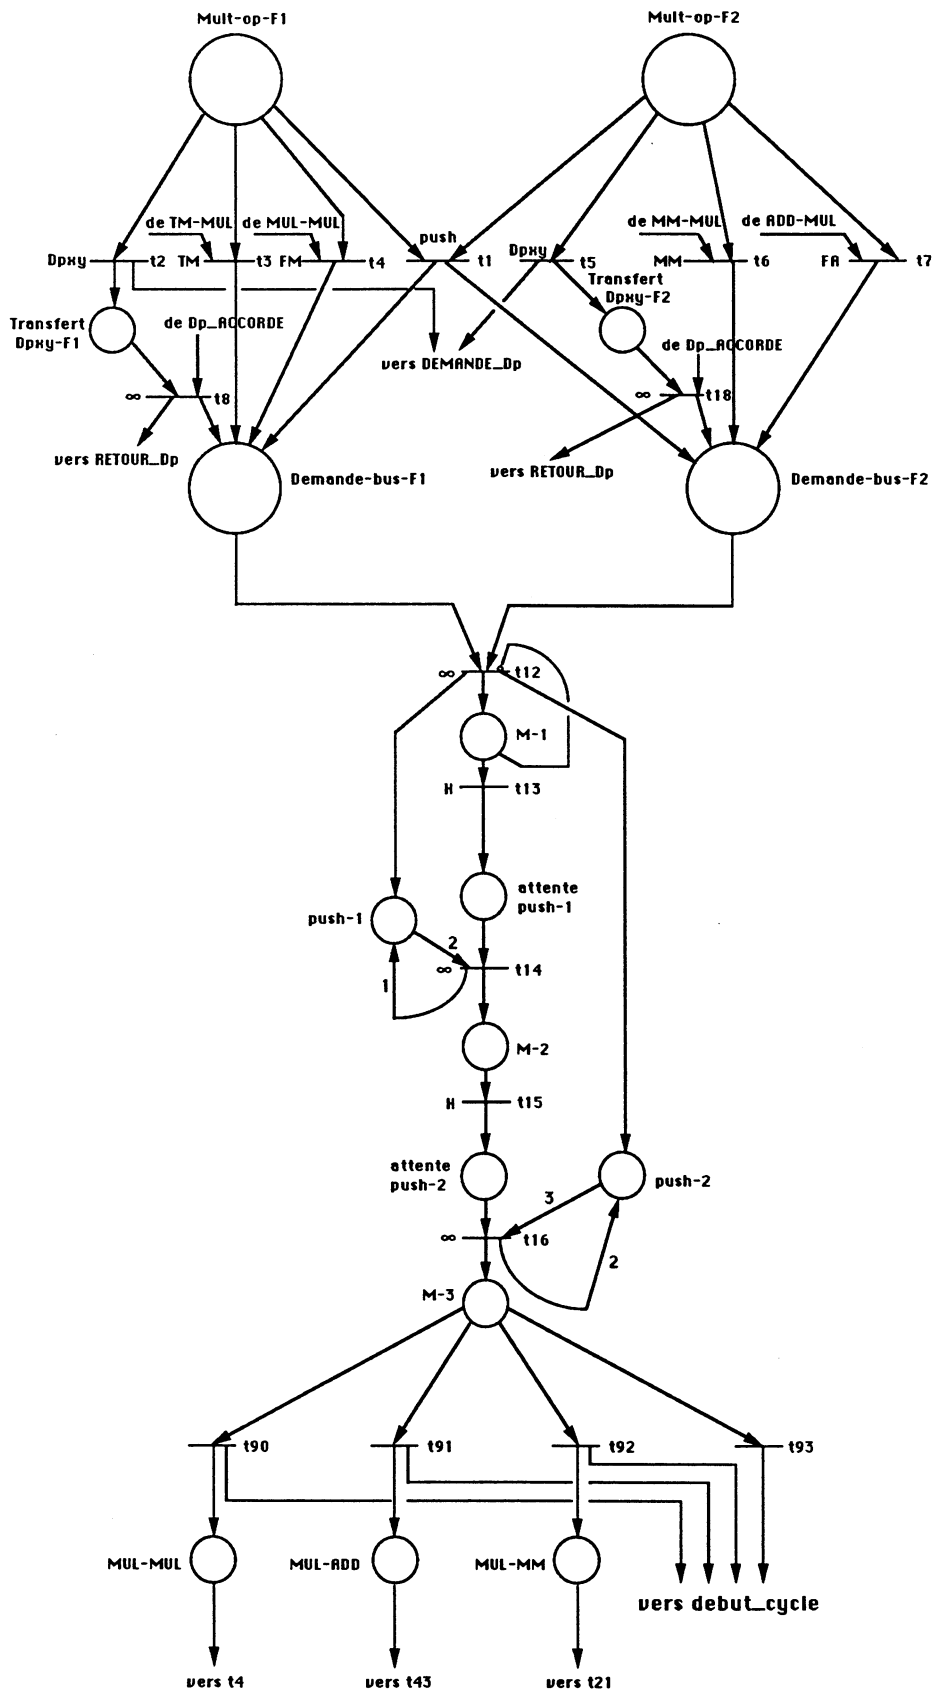 Mult-op-F1
Mult-op-F2
de TM-MUL
de MUL-MUL
push
de MM-MUL
de ADD-MUL
Dpxy
t2
TM
t3
FM
t4
t1
Dpxy
t5
MM
t6
FA
t7
Transfert
Dpxy-F1
de Dp_ACCORDE
Transfert
Dpxy-F2
vers DEMANDE_Dp
de Dp_ACCORDE
∞
t8
∞
t18
vers RETOUR_Dp
vers RETOUR_Dp
Demande-bus-F1
Demande-bus-F2
∞
t12
M-1
H
t13
attente
push-1
push-1
2
∞
t14
1
M-2
H
t15
attente
push-2
push-2
3
∞
t16
2
M-3
t90
t91
t92
t93
MUL-MUL
MUL-ADD
MUL-MM
vers debut_cycle
vers t4
vers t43
vers t21